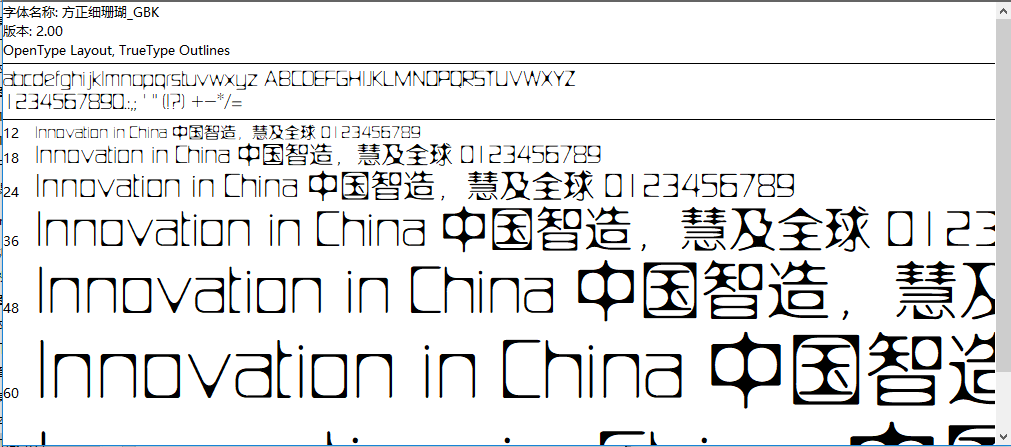 字体名称: 方正细珊瑚_GBK
版本: 2.00
OpenType Layout, TrueType Outlines
abcdefghijklmnopqrstuvwxyz ABCDEFGHIJKLMNOPQRSTUVWXYZ
1234567890.:,; ' " (!?) +-*/=
12 Innovation in China 中国智造，慧及全球 0123456789
18 Innovation in China 中国智造，慧及全球 0123456789
24 Innovation in China 中国智造，慧及全球 0123456789
36 Innovation in China 中国智造，慧及全球 0123
48 Innovation in China 中国智造，慧及
60 Innovation in China 中国智造